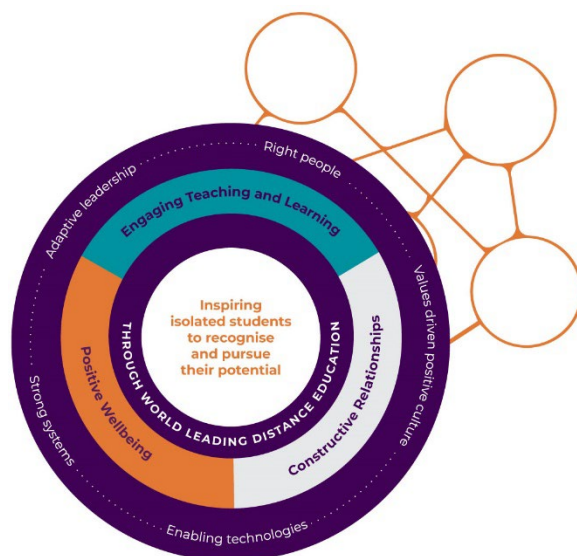 Right people
Adaptive leadership
Engaging Teaching and Learning
Inspiring
isolated students
to recognise
and pursue
their potential
THROUGH WORLD LEADING DISTANCE EDUCATION
Positive Wellbeing
Constructive Relationships
Values driven positive culture
Strong systems
Enabling technologies